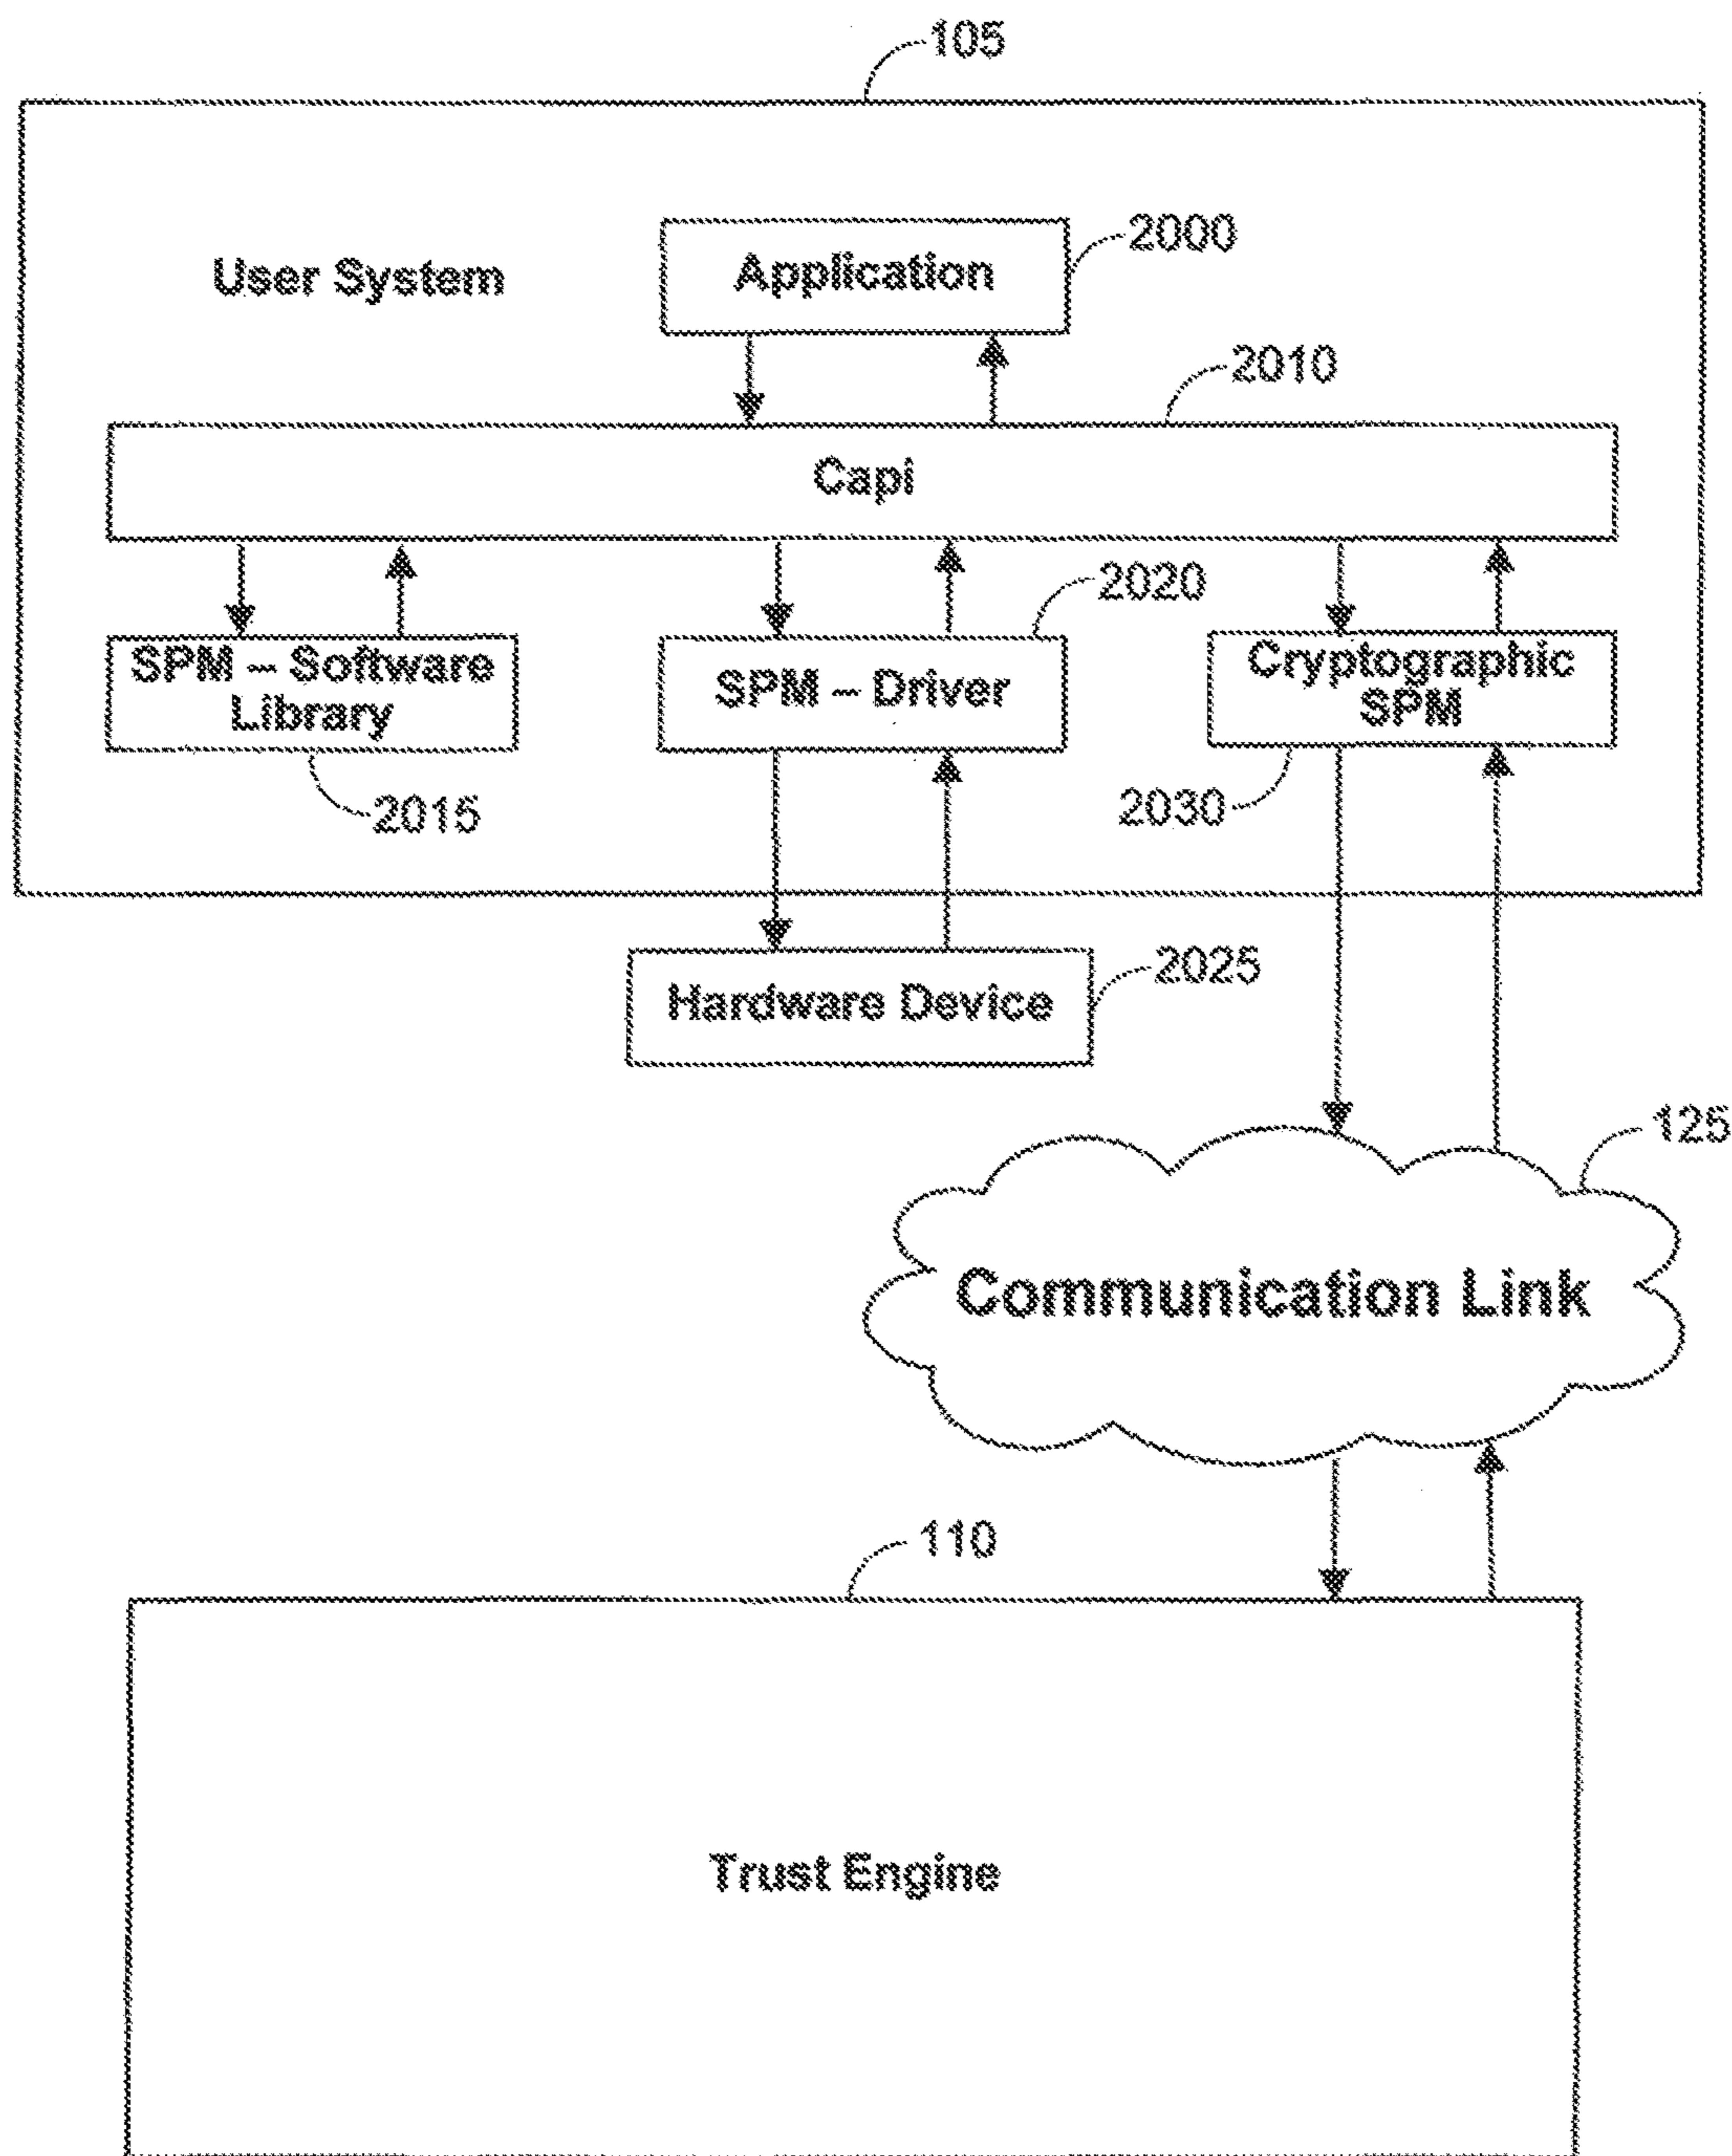 105
2000
User System
Application
2010
Capi
2020
SPM – Software
Library
SPM – Driver
Cryptographic
SPM
2015
2030
2025
Hardware Device
125
Communication Link
110
Trust Engine